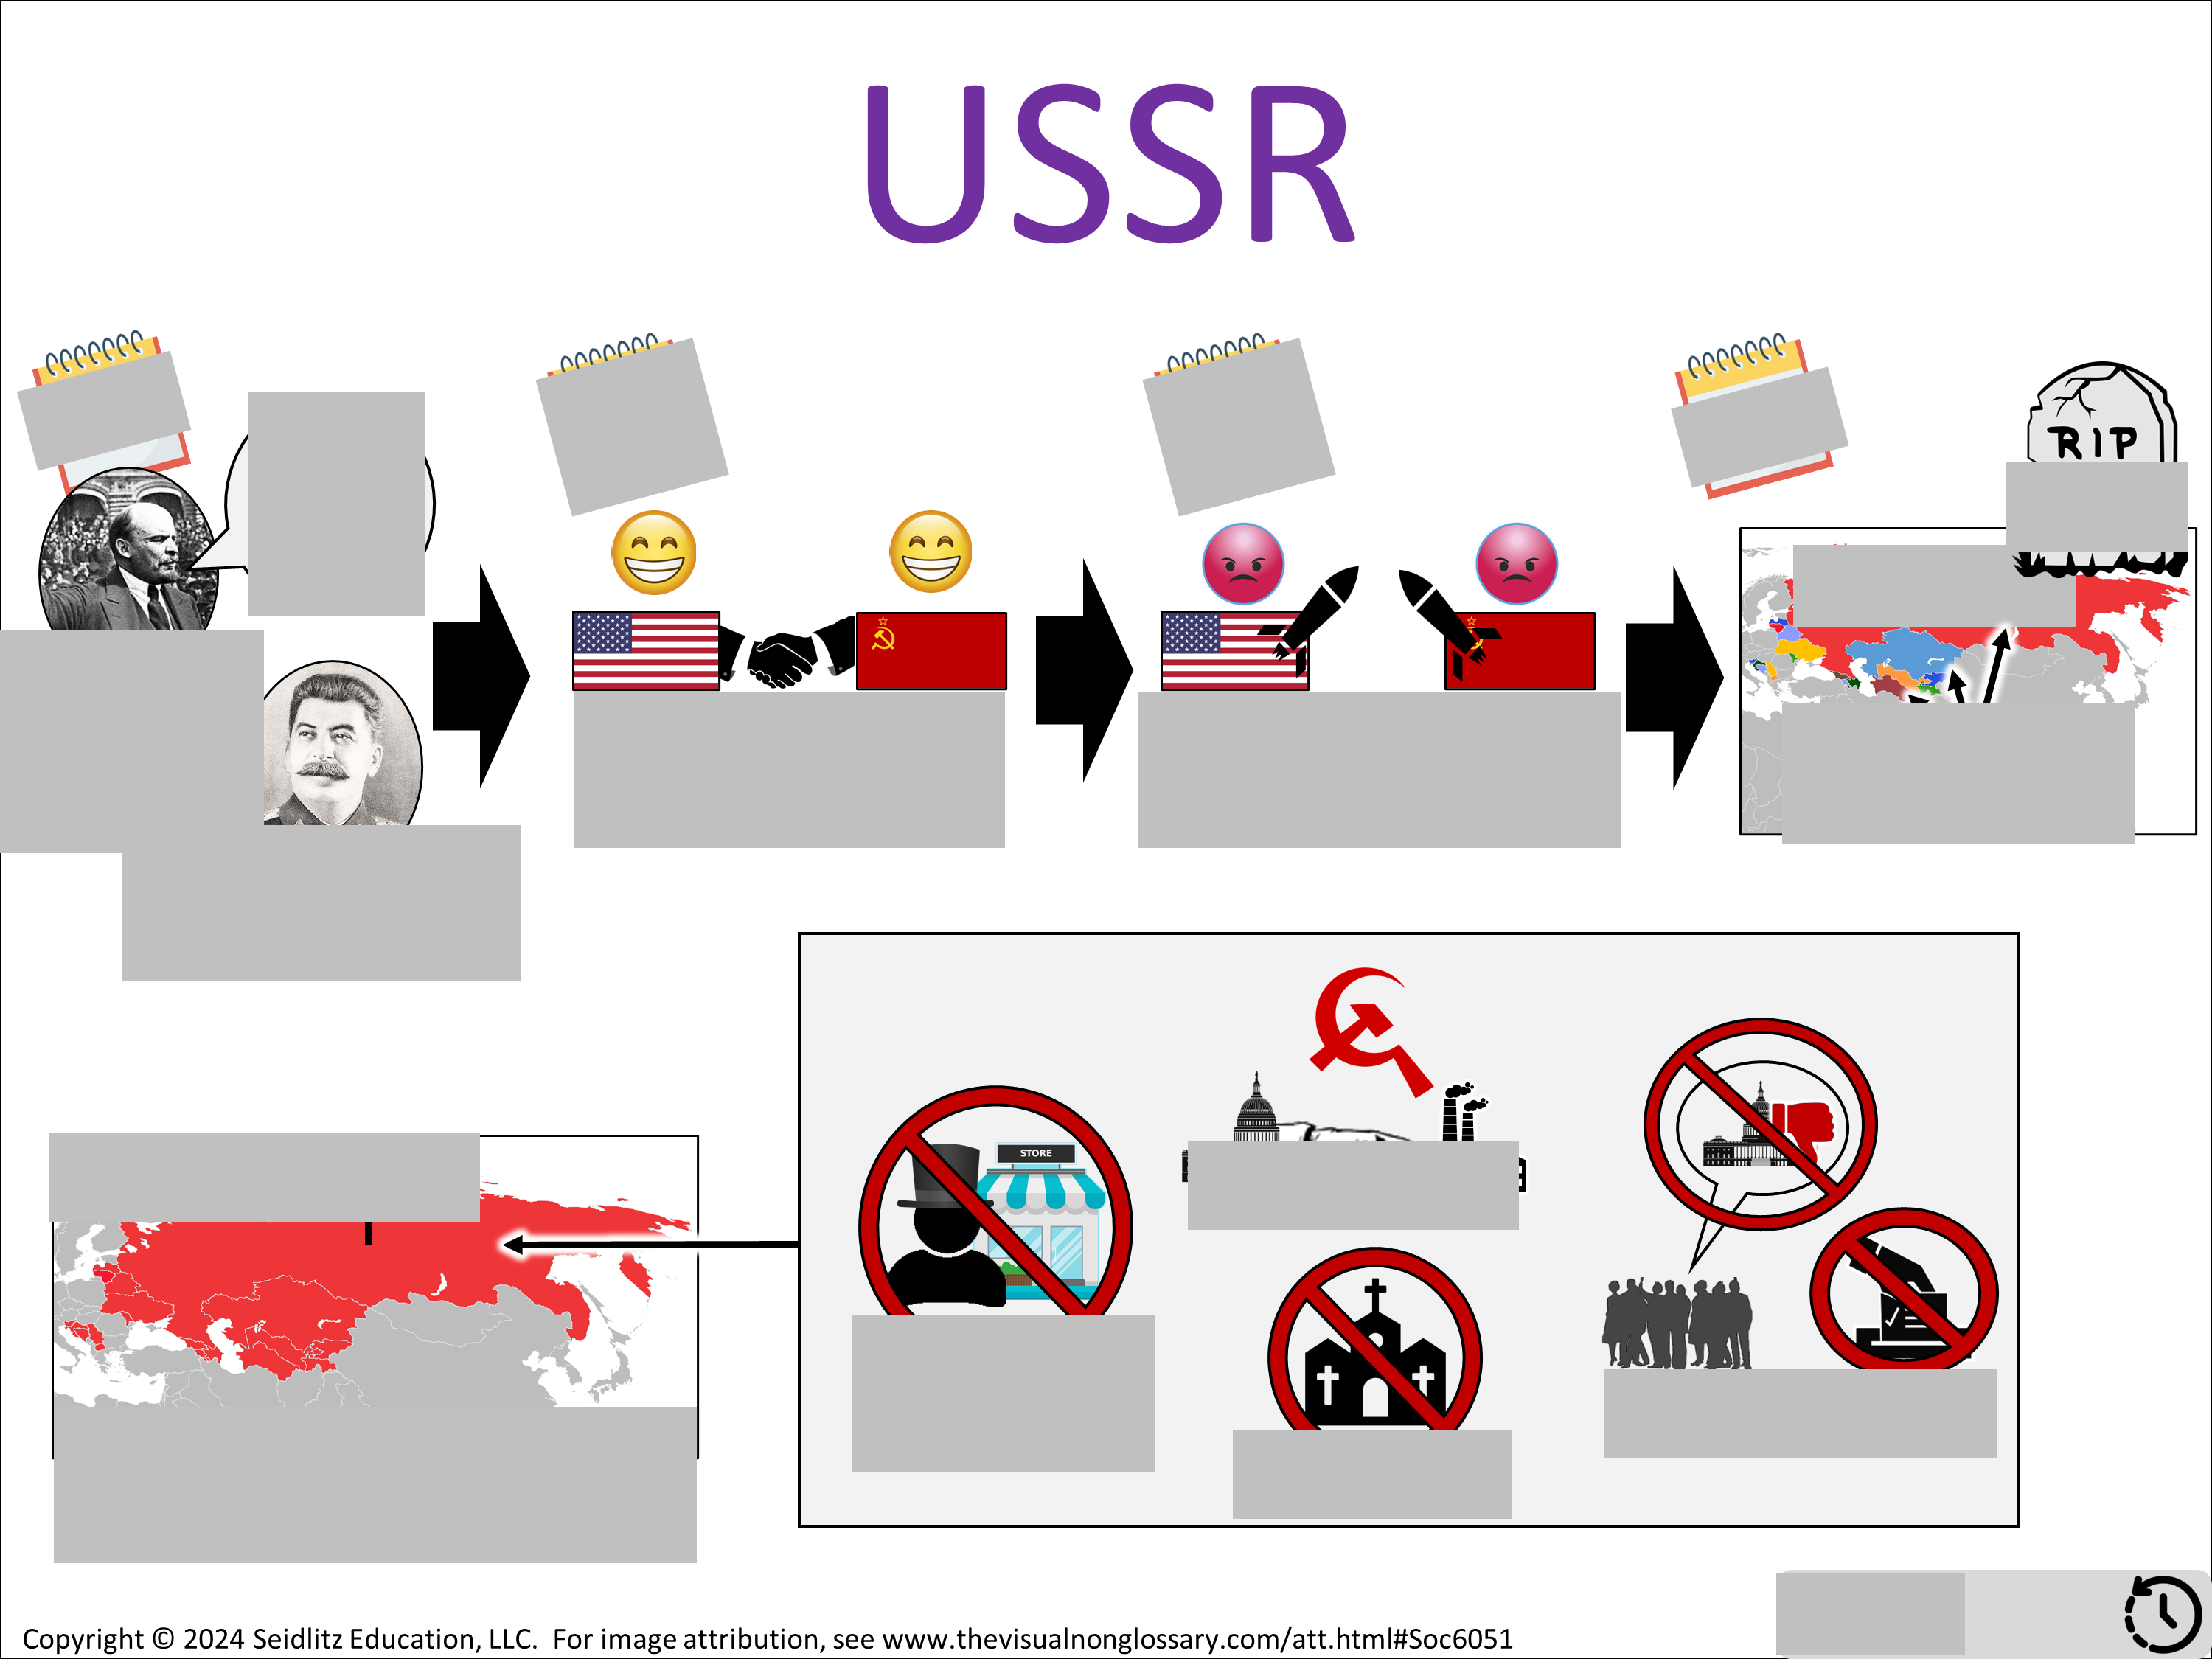 USSR
RIP
STORE
Copyright © 2024 Seidlitz Education, LLC.  For image attribution, see www.thevisualnonglossary.com/att.html#Soc6051